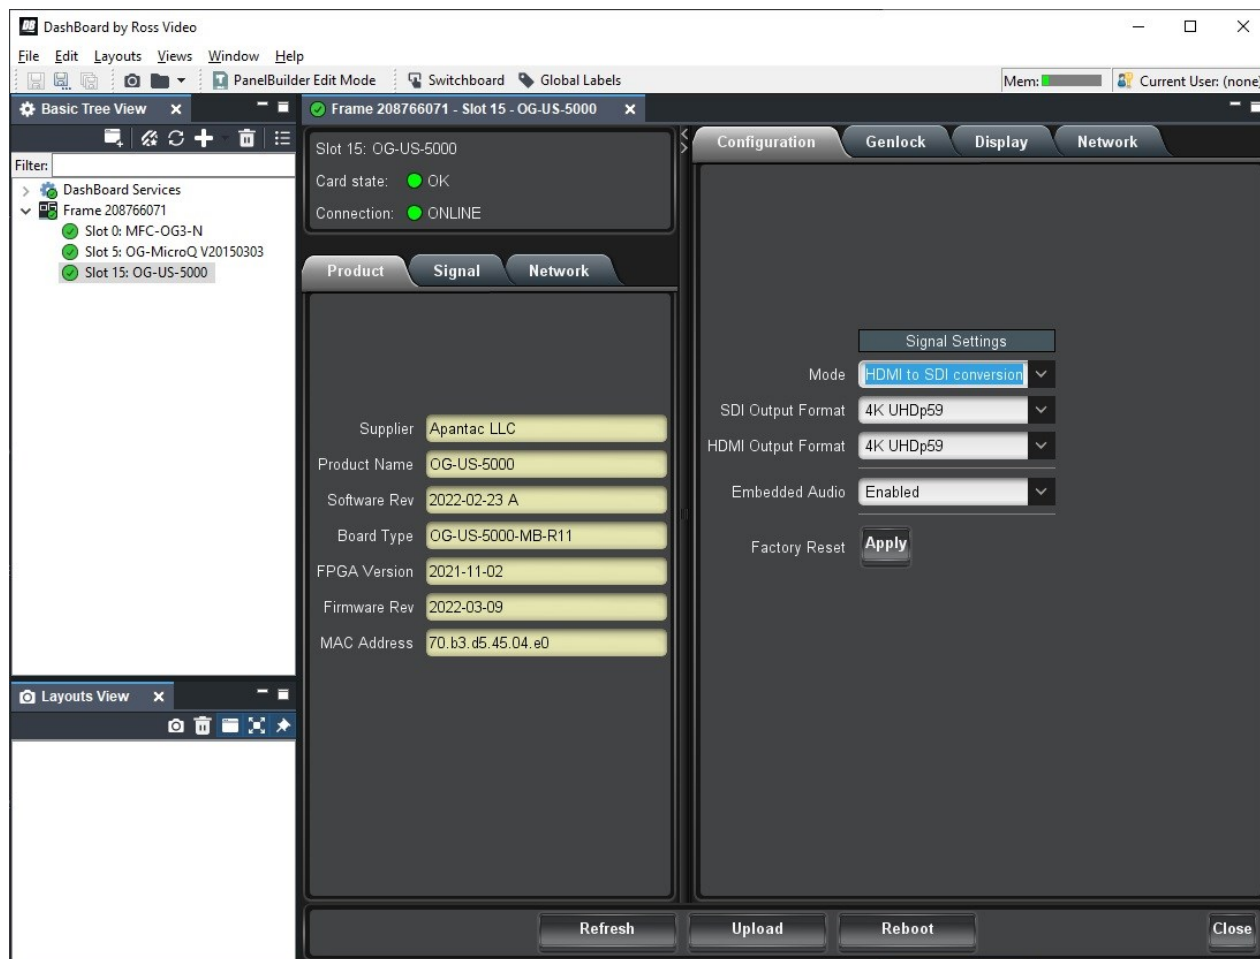 DB DashBoard by Ross Video
File Edit Layouts Views Window Help
PanelBuilder Edit Mode Switchboard Global Labels Mem: Current User: (none)
Basic Tree View
Filter:
DashBoard Services
Frame 208766071
Slot 0: MFC-OG3-N
Slot 5: OG-MicroQ V20150303
Slot 15: OG-US-5000
Layouts View
Frame 208766071 - Slot 15 - OG-US-5000
Slot 15: OG-US-5000
Card state: OK
Connection: ONLINE
Product Signal Network
Supplier Apantac LLC
Product Name OG-US-5000
Software Rev 2022-02-23 A
Board Type OG-US-5000-MB-R11
FPGA Version 2021-11-02
Firmware Rev 2022-03-09
MAC Address 70.b3.d5.45.04.e0
Configuration Genlock Display Network
Signal Settings
Mode HDMI to SDI conversion
SDI Output Format 4K UHDp59
HDMI Output Format 4K UHDp59
Embedded Audio Enabled
Factory Reset Apply
Refresh Upload Reboot Close